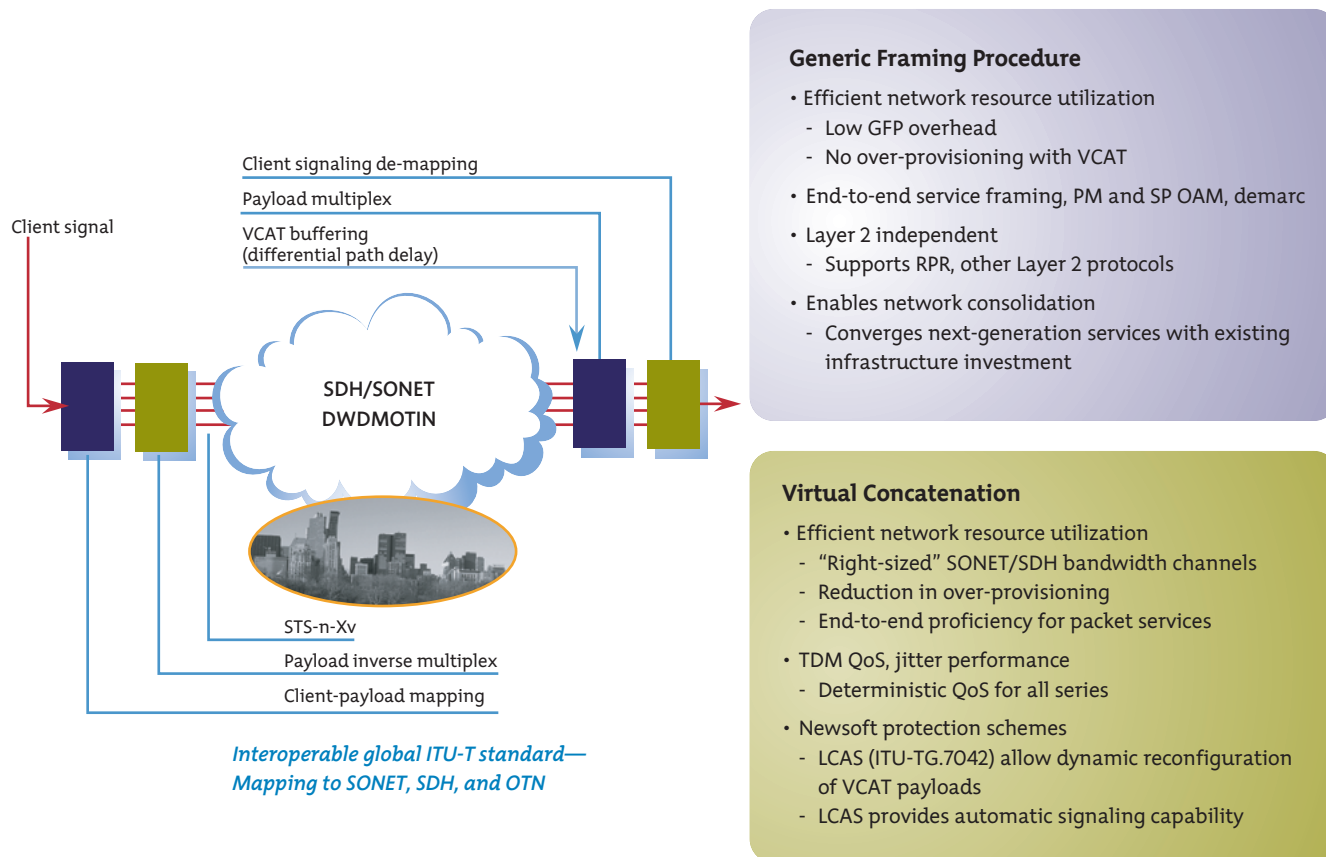 Client signaling de-mapping
Payload multiplex
VCAT buffering
(differential path delay)
Client signal
SDH/SONET
DWDMOTIN
STS-n-Xv
Payload inverse multiplex
Client-payload mapping
Interoperable global ITU-T standard—
Mapping to SONET, SDH, and OTN
Generic Framing Procedure
• Efficient network resource utilization
- Low GFP overhead
- No over-provisioning with VCAT
• End-to-end service framing, PM and SP OAM, demarc
• Layer 2 independent
- Supports RPR, other Layer 2 protocols
• Enables network consolidation
- Converges next-generation services with existing
infrastructure investment
Virtual Concatenation
• Efficient network resource utilization
- “Right-sized” SONET/SDH bandwidth channels
- Reduction in over-provisioning
- End-to-end proficiency for packet services
• TDM QoS, jitter performance
- Deterministic QoS for all series
• Newsoft protection schemes
- LCAS (ITU-TG.7042) allow dynamic reconfiguration
of VCAT payloads
- LCAS provides automatic signaling capability